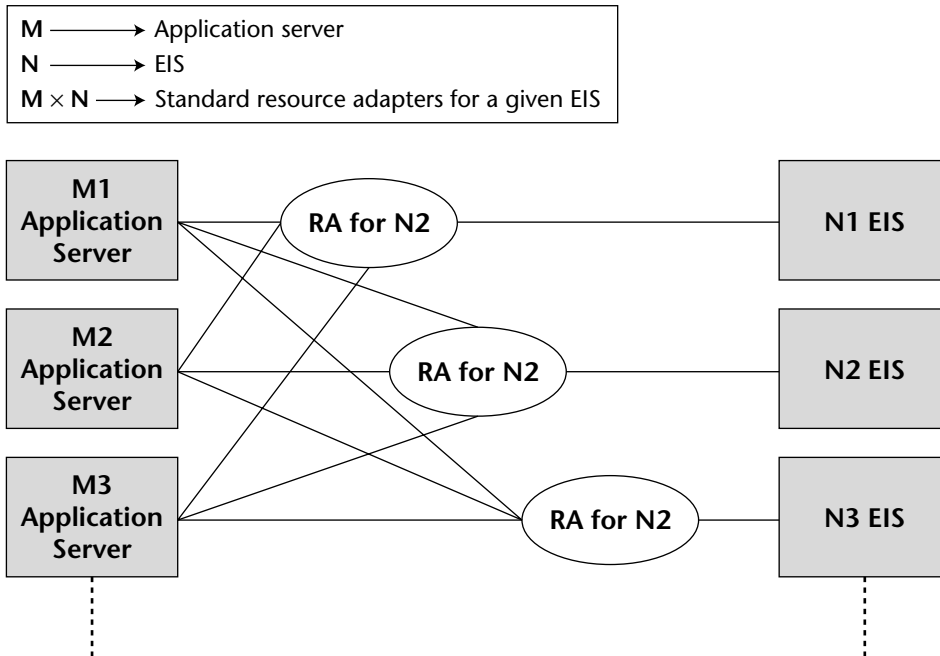 M → Application server
N → EIS
M × N → Standard resource adapters for a given EIS
M1
Application
Server
RA for N2
N1 EIS
M2
Application
Server
RA for N2
N2 EIS
M3
Application
Server
RA for N2
N3 EIS